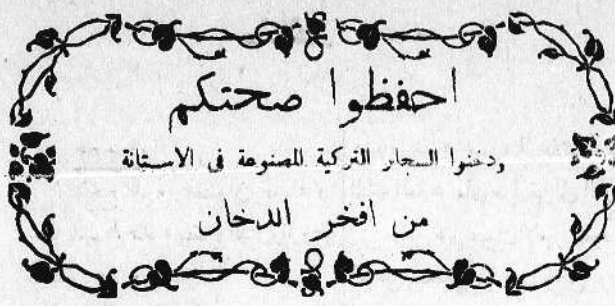 احفظوا صحتكم
ودخنوا السجاير التركية المصنوعة فى الاستانة
من افخر الدخان